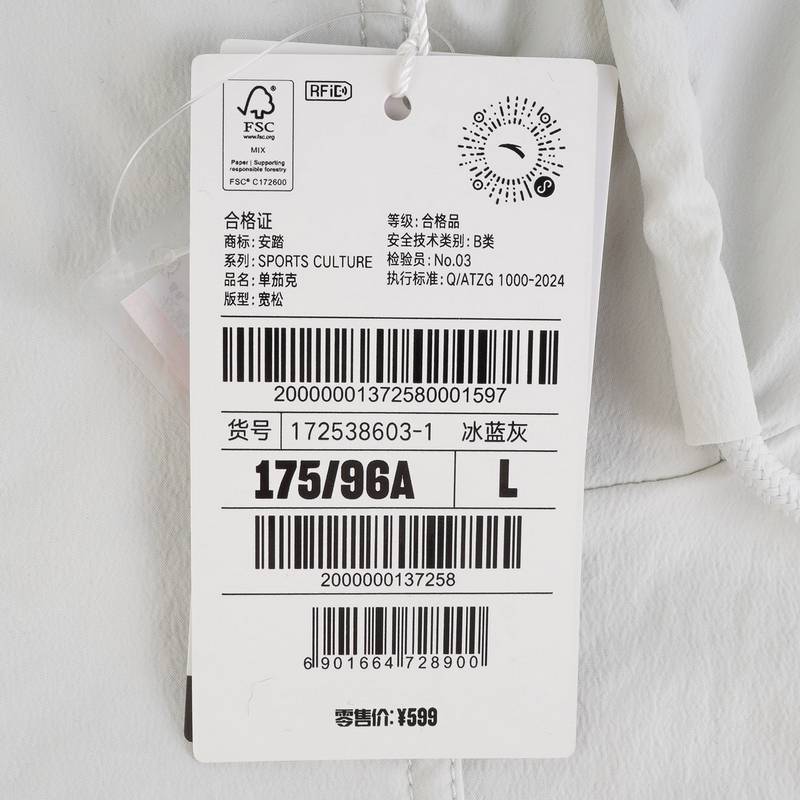 RFID
FSC
www.fsc.org
MIX
Paper | Supporting
responsible forestry
FSC® C172600
合格证
商标: 安踏
系列: SPORTS CULTURE
品名: 单茄克
版型: 宽松
等级: 合格品
安全技术类别: B类
检验员: No.03
执行标准: Q/ATZG 1000-2024
20000001372580001597
货号 172538603-1 冰蓝灰
175/96A L
2000000137258
6901664728900
零售价: ¥599